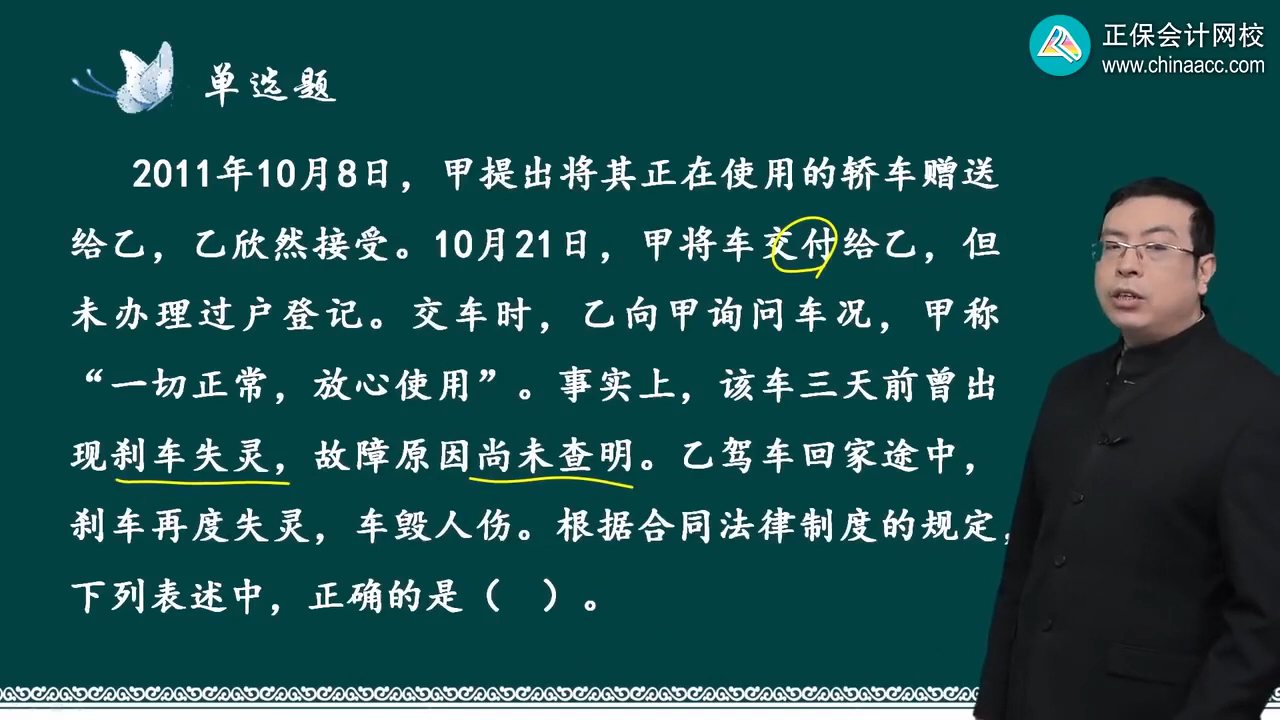 正保会计网校
www.chinaacc.com
单选题
2011年10月8日，甲提出将其正在使用的轿车赠送
给乙，乙欣然接受。10月21日，甲将车交付给乙，但
未办理过户登记。交车时，乙向甲询问车况，甲称
“一切正常，放心使用”。事实上，该车三天前曾出
现刹车失灵，故障原因尚未查明。乙驾车回家途中，
刹车再度失灵，车毁人伤。根据合同法律制度的规定，
下列表述中，正确的是（ ）。